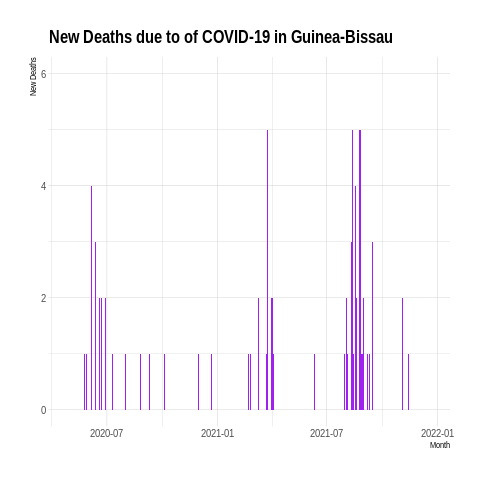 New Deaths due to of COVID-19 in Guinea-Bissau
New Deaths
6
4
2
0
2020-07 2021-01 2021-07 2022-01
Month